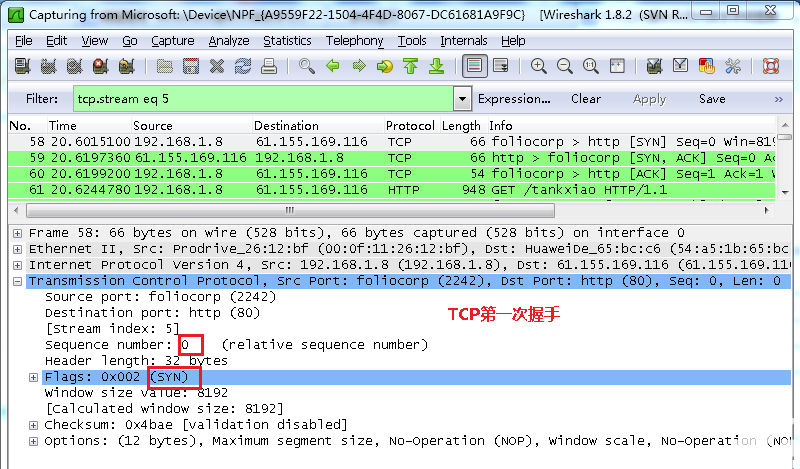 Capturing from Microsoft: \Device\NPF_{A9559F22-1504-4F4D-8067-DC61681A9F9C} [Wireshark 1.8.2 (SVN R...
File Edit View Go Capture Analyze Statistics Telephony Tools Internals Help
Filter: tcp.stream eq 5 Expression... Clear Apply Save »
No. Time Source Destination Protocol Length Info
58 20.6015100 192.168.1.8 61.155.169.116 TCP 66 foliocorp > http [SYN] Seq=0 Win=819
59 20.6197360 61.155.169.116 192.168.1.8 TCP 66 http > foliocorp [SYN, ACK] Seq=0 Ac
60 20.6199200 192.168.1.8 61.155.169.116 TCP 54 foliocorp > http [ACK] Seq=1 Ack=1 W
61 20.6244780 192.168.1.8 61.155.169.116 HTTP 948 GET /tankxiao HTTP/1.1
Frame 58: 66 bytes on wire (528 bits), 66 bytes captured (528 bits) on interface 0
Ethernet II, Src: Prodrive_26:12:bf (00:0f:11:26:12:bf), Dst: HuaweiDe_65:bc:c6 (54:a5:1b:65:bc
Internet Protocol Version 4, Src: 192.168.1.8 (192.168.1.8), Dst: 61.155.169.116 (61.155.169.116
Transmission Control Protocol, Src Port: foliocorp (2242), Dst Port: http (80), Seq: 0, Len: 0
Source port: foliocorp (2242)
Destination port: http (80)
TCP第一次握手
[Stream index: 5]
Sequence number: 0 (relative sequence number)
Header length: 32 bytes
Flags: 0x002 (SYN)
Window size value: 8192
[Calculated window size: 8192]
Checksum: 0x4bae [validation disabled]
Options: (12 bytes), Maximum segment size, No-Operation (NOP), Window scale, No-Operation (NOP